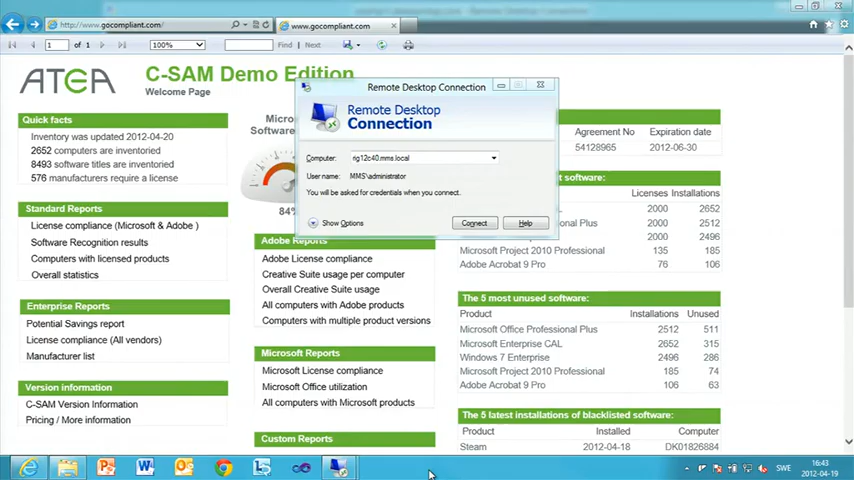 http://www.gocompliant.com/
www.gocompliant.com
1 of 1
100%
Find | Next
ATEA
C-SAM Demo Edition
Welcome Page
Quick facts
Inventory was updated 2012-04-20
2652 computers are inventoried
8493 software titles are inventoried
576 manufacturers require a license
Standard Reports
License compliance (Microsoft & Adobe )
Software Recognition results
Computers with licensed products
Overall statistics
Enterprise Reports
Potential Savings report
License compliance (All vendors)
Manufacturer list
Version information
C-SAM Version Information
Pricing / More information
Software
84%
Remote Desktop Connection
Remote Desktop
Connection
Computer: rig12c40.mms.local
User name: MMS\administrator
You will be asked for credentials when you connect.
Show Options
Connect
Help
Adobe Reports
Adobe License compliance
Creative Suite usage per computer
Overall Creative Suite usage
All computers with Adobe products
Computers with multiple product versions
Microsoft Reports
Microsoft License compliance
Microsoft Office utilization
All computers with Microsoft products
Custom Reports
Agreement No Expiration date
54128965 2012-06-30
software:
Licenses Installations
2000 2652
Plus 2000 2512
2000 2496
Microsoft Project 2010 Professional 135 185
Adobe Acrobat 9 Pro 76 106
The 5 most unused software:
Product Installations Unused
Microsoft Office Professional Plus 2512 511
Microsoft Enterprise CAL 2652 315
Windows 7 Enterprise 2496 286
Microsoft Project 2010 Professional 185 74
Adobe Acrobat 9 Pro 106 63
The 5 latest installations of blacklisted software:
Product Installed Computer
Steam 2012-04-18 DK01826884
SWE
16:43
2012-04-19